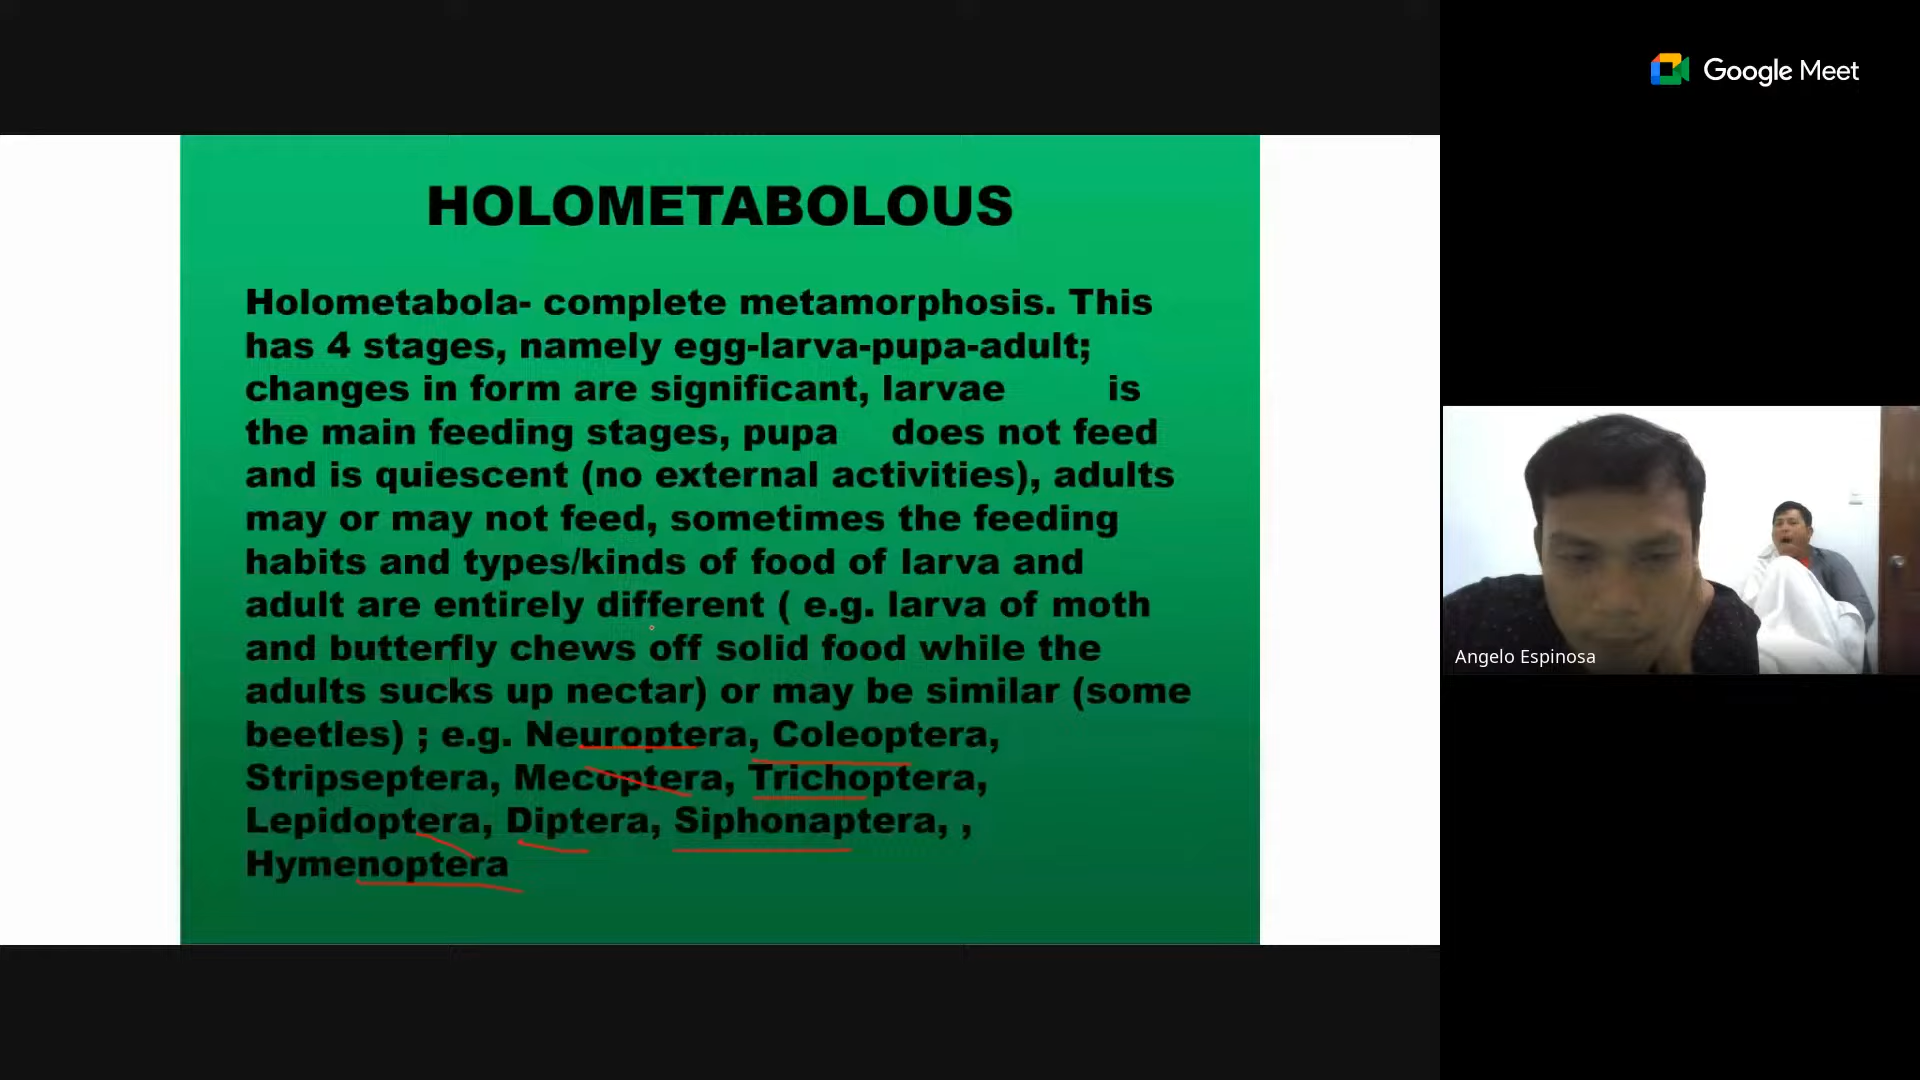 Google Meet
HOLOMETABOLOUS
Holometabola- complete metamorphosis. This
has 4 stages, namely egg-larva-pupa-adult;
changes in form are significant, larvae is
the main feeding stages, pupa does not feed
and is quiescent (no external activities), adults
may or may not feed, sometimes the feeding
habits and types/kinds of food of larva and
adult are entirely different ( e.g. larva of moth
and butterfly chews off solid food while the
adults sucks up nectar) or may be similar (some
beetles) ; e.g. Neuroptera, Coleoptera,
Stripseptera, Mecoptera, Trichoptera,
Lepidoptera, Diptera, Siphonaptera, ,
Hymenoptera
Angelo Espinosa